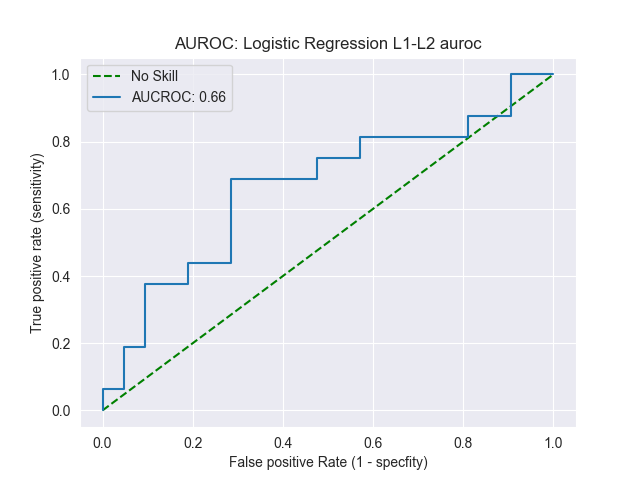 AUROC: Logistic Regression L1-L2 auroc
No Skill
AUCROC: 0.66
1.0
0.8
0.6
0.4
0.2
0.0
True positive rate (sensitivity)
0.0 0.2 0.4 0.6 0.8 1.0
False positive Rate (1 - specfity)